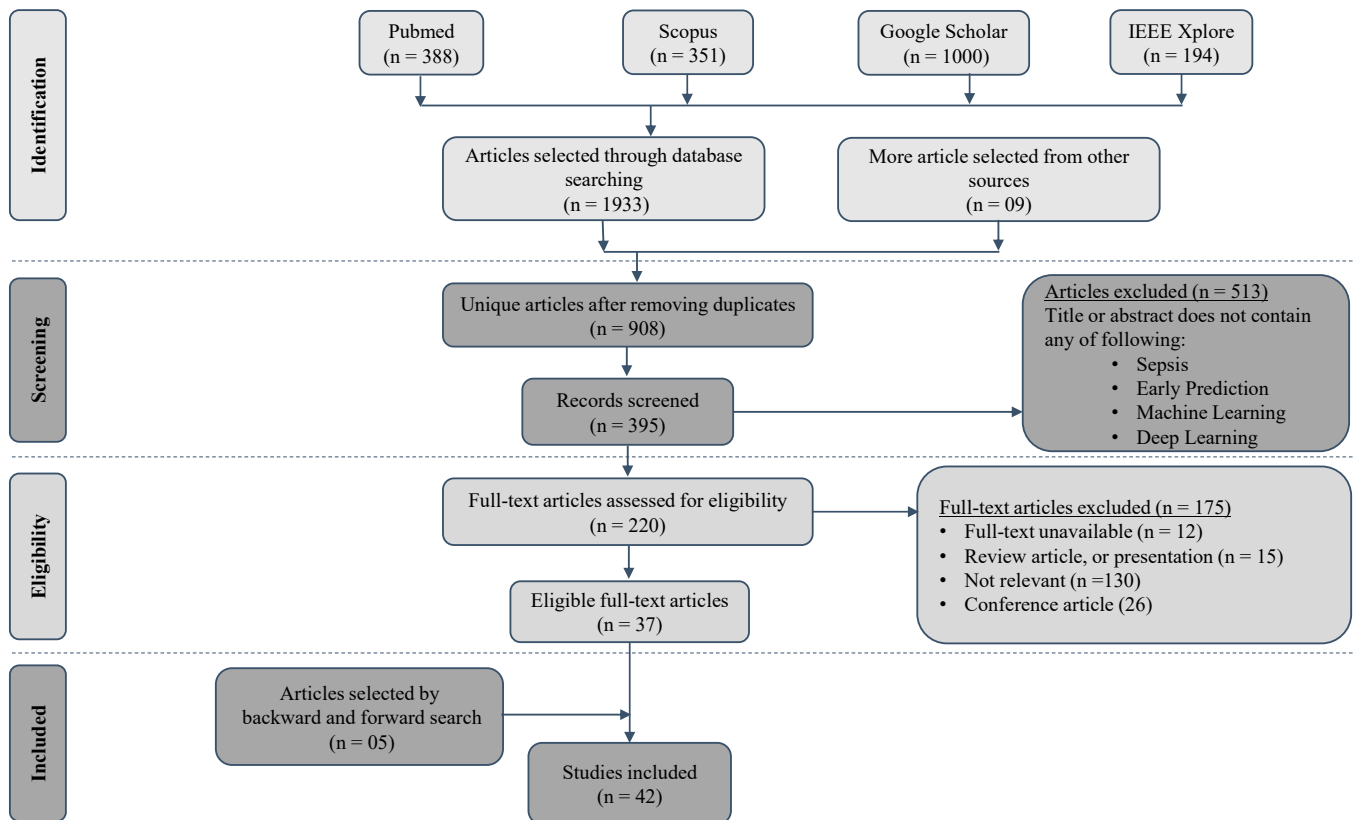 Identification
Pubmed
(n = 388)
Scopus
(n = 351)
Google Scholar
(n = 1000)
IEEE Xplore
(n = 194)
Articles selected through database
searching
(n = 1933)
More article selected from other
sources
(n = 09)
Screening
Unique articles after removing duplicates
(n = 908)
Records screened
(n = 395)
Articles excluded (n = 513)
Title or abstract does not contain
any of following:
• Sepsis
• Early Prediction
• Machine Learning
• Deep Learning
Eligibility
Full-text articles assessed for eligibility
(n = 220)
Eligible full-text articles
(n = 37)
Full-text articles excluded (n = 175)
• Full-text unavailable (n = 12)
• Review article, or presentation (n = 15)
• Not relevant (n =130)
• Conference article (26)
Included
Articles selected by
backward and forward search
(n = 05)
Studies included
(n = 42)